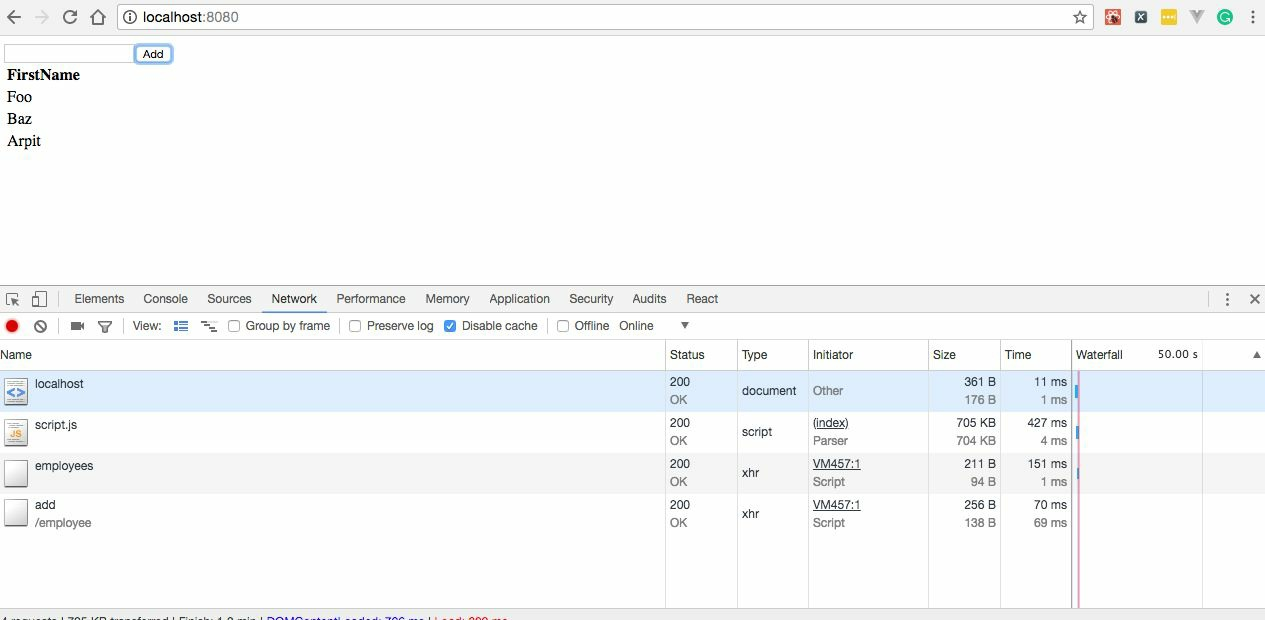 localhost:8080
Add
FirstName
Foo
Baz
Arpit
Elements Console Sources Network Performance Memory Application Security Audits React
View: Group by frame Preserve log Disable cache Offline Online
Name Status Type Initiator Size Time Waterfall 50.00 s
localhost 200 OK document Other 361 B 176 B 11 ms 1 ms
script.js 200 OK script (index) Parser 705 KB 704 KB 427 ms 4 ms
employees 200 OK xhr VM457:1 Script 211 B 94 B 151 ms 1 ms
add /employee 200 OK xhr VM457:1 Script 256 B 138 B 70 ms 69 ms